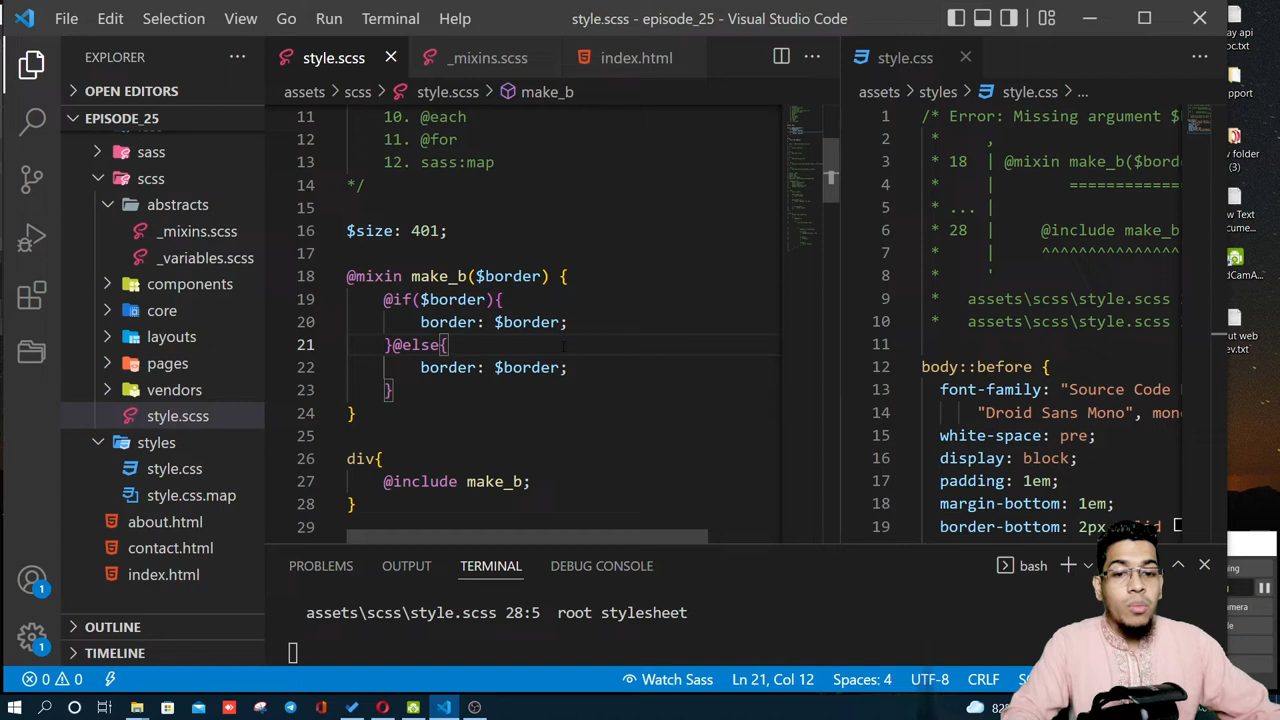 File Edit Selection View Go Run Terminal Help style.scss - episode_25 - Visual Studio Code
EXPLORER
OPEN EDITORS
EPISODE_25
sass
scss
abstracts
_mixins.scss
_variables.scss
components
core
layouts
pages
vendors
style.scss
styles
style.css
style.css.map
about.html
contact.html
index.html
OUTLINE
TIMELINE
style.scss _mixins.scss index.html
assets scss style.scss make_b
11 10. @each
12 11. @for
13 12. sass:map
14 */
15
16 $size: 401;
17
18 @mixin make_b($border) {
19 @if($border){
20 border: $border;
21 }@else{
22 border: $border;
23 }
24 }
25
26 div{
27 @include make_b;
28 }
29
style.css
assets styles style.css ...
1 /* Error: Missing argument $
2 * ,
3 * 18 | @mixin make_b($bord
4 * | ==============
5 * ... |
6 * 28 | @include make_b
7 * | ^^^^^^^^^^^^^^^
8 * '
9 * assets\scss\style.scss
10 * assets\scss\style.scss
11
12 body::before {
13 font-family: "Source Code
14 "Droid Sans Mono", mon
15 white-space: pre;
16 display: block;
17 padding: 1em;
18 margin-bottom: 1em;
19 border-bottom: 2px
PROBLEMS OUTPUT TERMINAL DEBUG CONSOLE bash
assets\scss\style.scss 28:5 root stylesheet
0 0 Watch Sass Ln 21, Col 12 Spaces: 4 UTF-8 CRLF
1
1